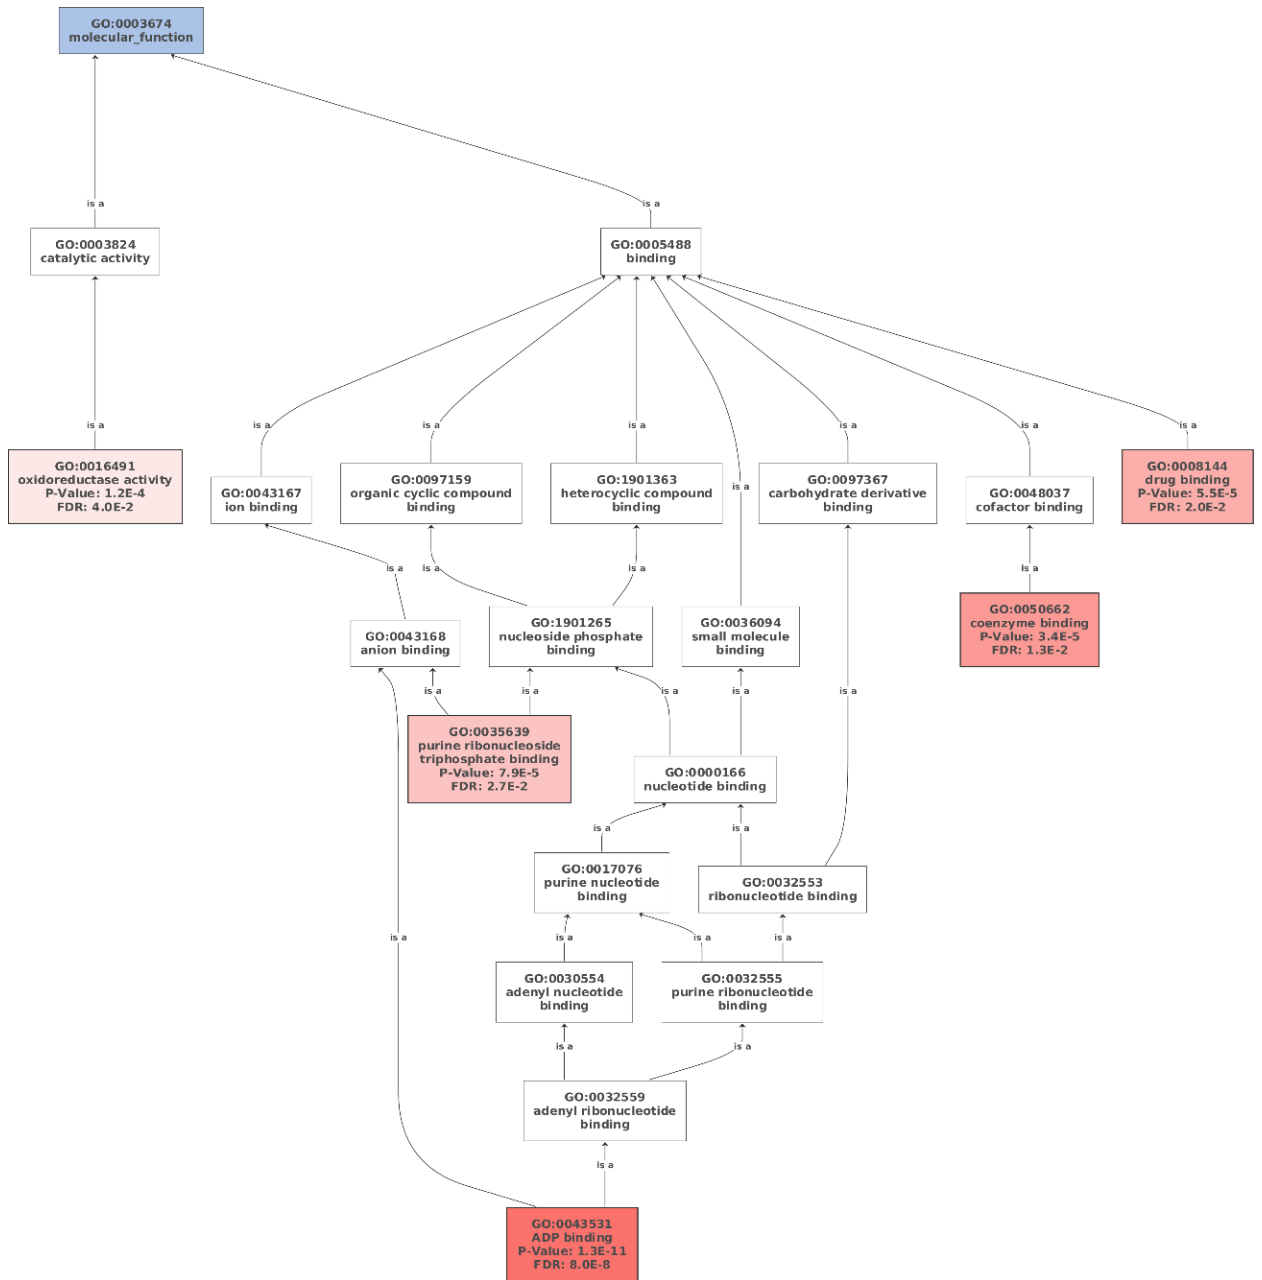 GO:0003674
molecular_function
is a
is a
GO:0003824
catalytic activity
GO:0005488
binding
is a
is a
is a
is a
is a
is a
is a
GO:0016491
oxidoreductase activity
P-Value: 1.2E-4
FDR: 4.0E-2
GO:0043167
ion binding
GO:0097159
organic cyclic compound
binding
GO:1901363
heterocyclic compound
binding
is a
GO:0097367
carbohydrate derivative
binding
GO:0048037
cofactor binding
GO:0008144
drug binding
P-Value: 5.5E-5
FDR: 2.0E-2
is a
is a
is a
is a
GO:0043168
anion binding
GO:1901265
nucleoside phosphate
binding
GO:0036094
small molecule
binding
GO:0050662
coenzyme binding
P-Value: 3.4E-5
FDR: 1.3E-2
is a
is a
is a
is a
is a
GO:0035639
purine ribonucleoside
triphosphate binding
P-Value: 7.9E-5
FDR: 2.7E-2
GO:0000166
nucleotide binding
is a
is a
GO:0017076
purine nucleotide
binding
GO:0032553
ribonucleotide binding
is a
is a
is a
is a
GO:0030554
adenyl nucleotide
binding
GO:0032555
purine ribonucleotide
binding
is a
is a
GO:0032559
adenyl ribonucleotide
binding
is a
GO:0043531
ADP binding
P-Value: 1.3E-11
FDR: 8.0E-8